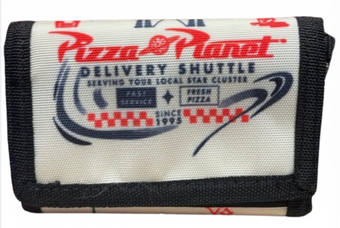 Pizza Planet
DELIVERY SHUTTLE
SERVING YOUR LOCAL STAR CLUSTER
FAST FRESH
SERVICE PIZZA
SINCE
1995